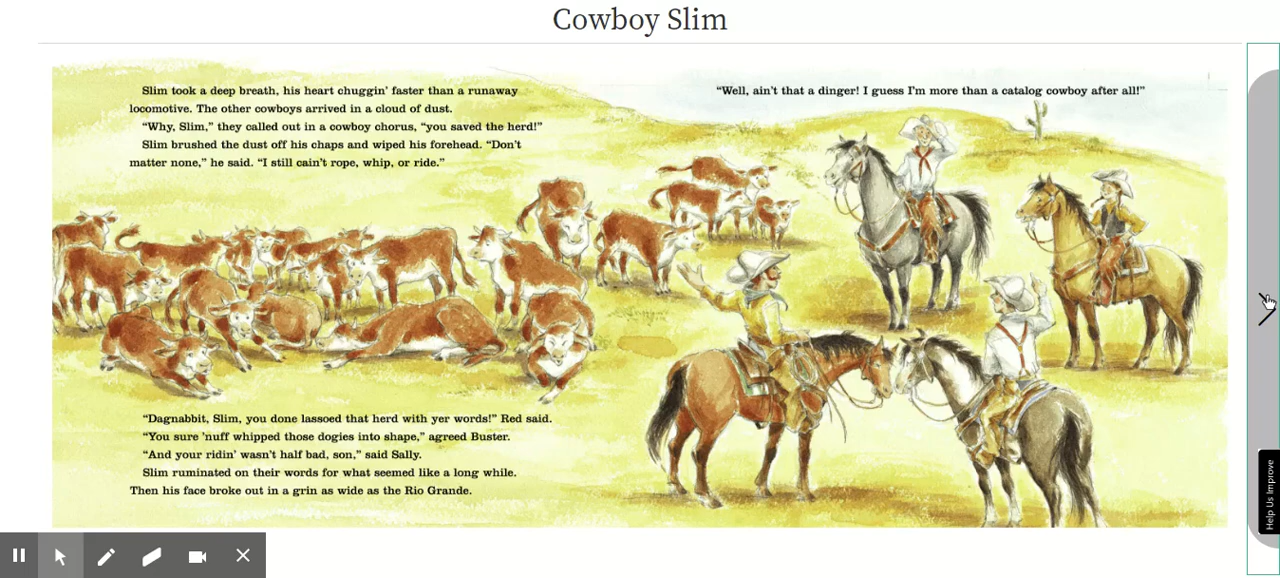 Cowboy Slim
Slim took a deep breath, his heart chuggin’ faster than a runaway
locomotive. The other cowboys arrived in a cloud of dust.
“Why, Slim,” they called out in a cowboy chorus, “you saved the herd!”
Slim brushed the dust off his chaps and wiped his forehead. “Don’t
matter none,” he said. “I still cain’t rope, whip, or ride.”
“Dagnabbit, Slim, you done lassoed that herd with yer words!” Red said.
“You sure ’nuff whipped those dogies into shape,” agreed Buster.
“And your ridin’ wasn’t half bad, son,” said Sally.
Slim ruminated on their words for what seemed like a long while.
Then his face broke out in a grin as wide as the Rio Grande.
“Well, ain’t that a dinger! I guess I’m more than a catalog cowboy after all!”
Help Us Improve